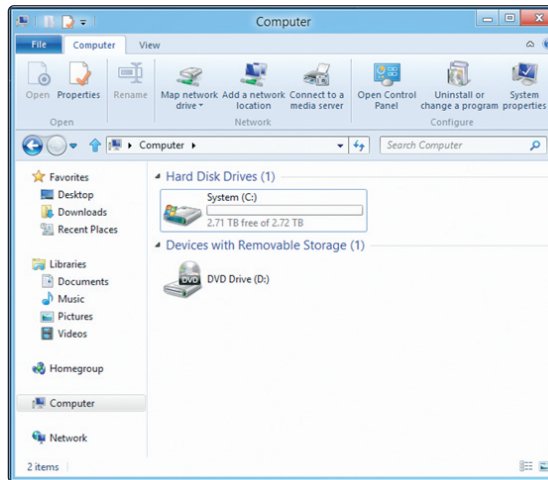 Computer
File Computer View
Open Properties Rename Map network drive Add a network location Connect to a media server Open Control Panel Uninstall or change a program System properties
Open Network Configure
Computer Search Computer
Favorites
Desktop
Downloads
Recent Places
Libraries
Documents
Music
Pictures
Videos
Homegroup
Computer
Network
Hard Disk Drives (1)
System (C:)
2.71 TB free of 2.72 TB
Devices with Removable Storage (1)
DVD
DVD Drive (D:)
2 items